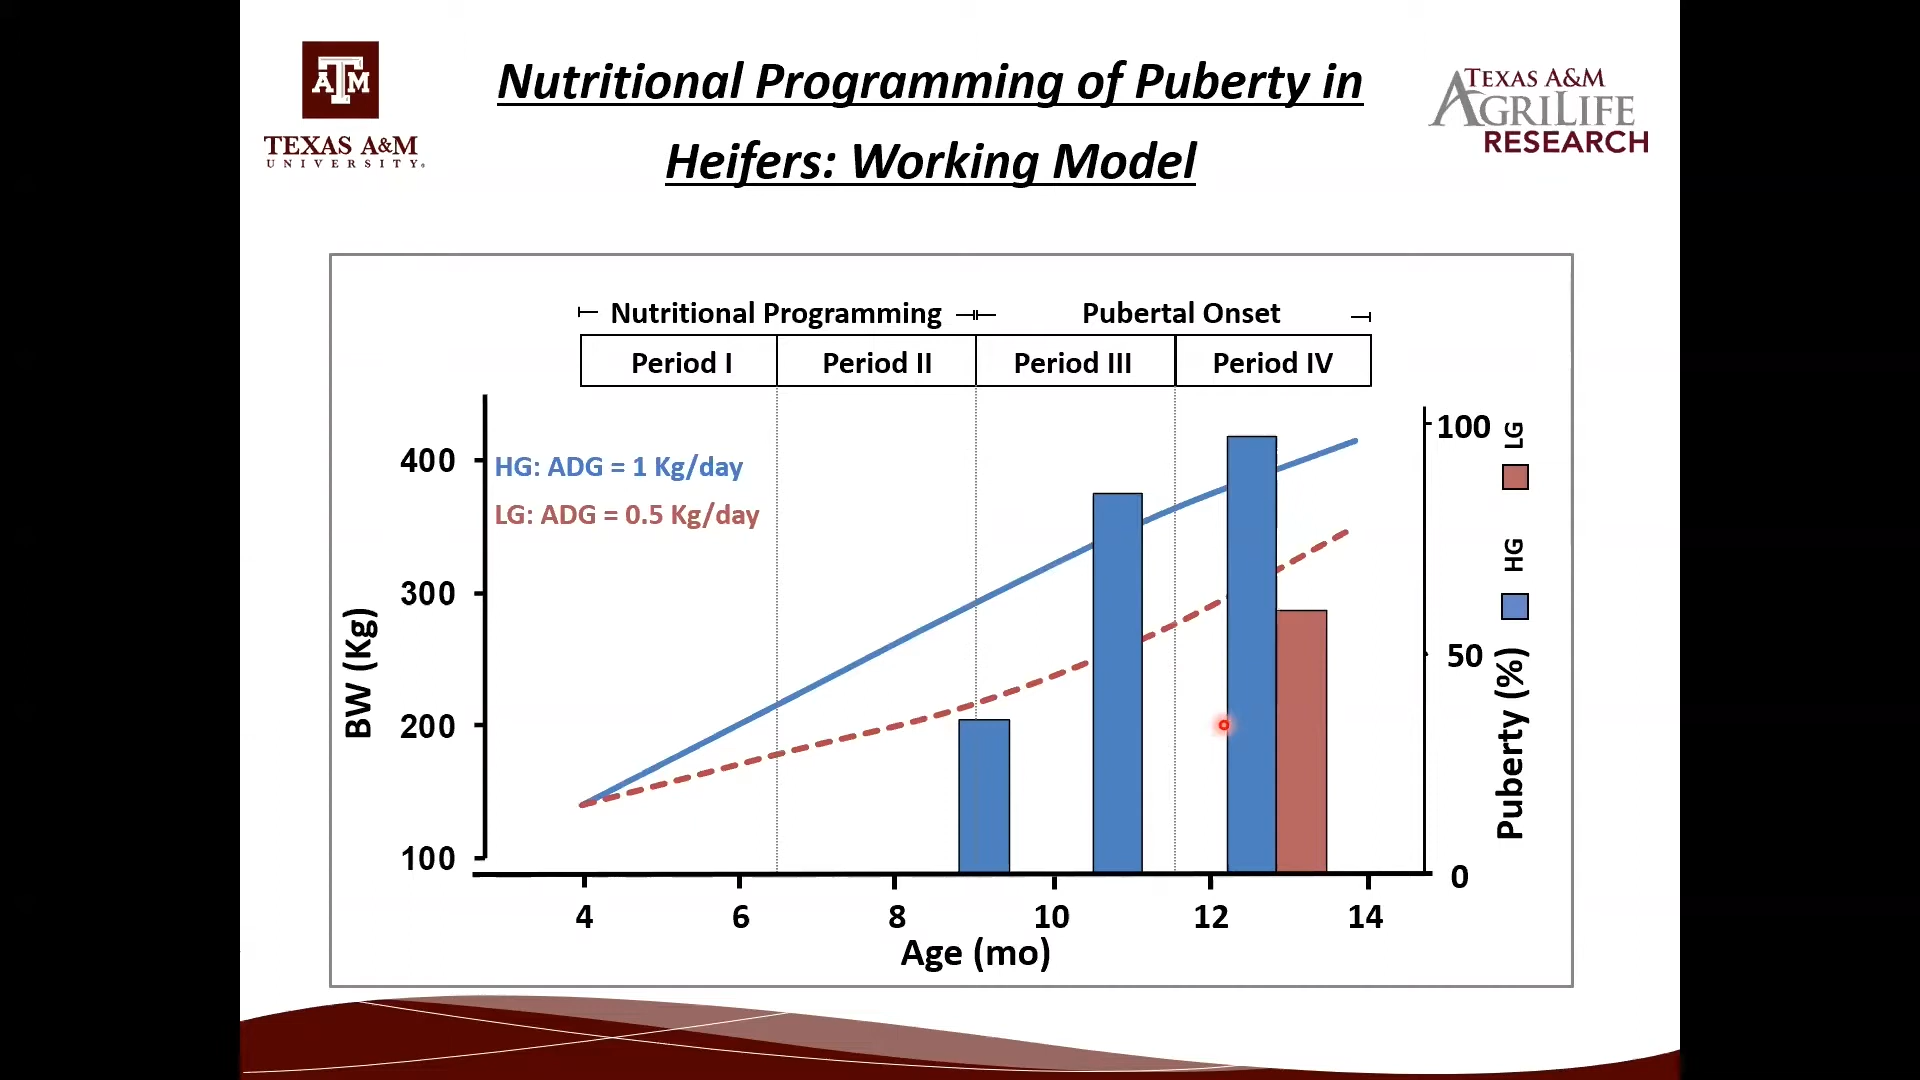 ATM
TEXAS A&M
UNIVERSITY®
Nutritional Programming of Puberty in
Heifers: Working Model
TEXAS A&M
AGRILIFE
RESEARCH
Nutritional Programming
Pubertal Onset
Period I
Period II
Period III
Period IV
HG: ADG = 1 Kg/day
LG: ADG = 0.5 Kg/day
BW (Kg)
400
300
200
100
4
6
8
10
12
14
Age (mo)
100
50
0
Puberty (%)
HG
LG